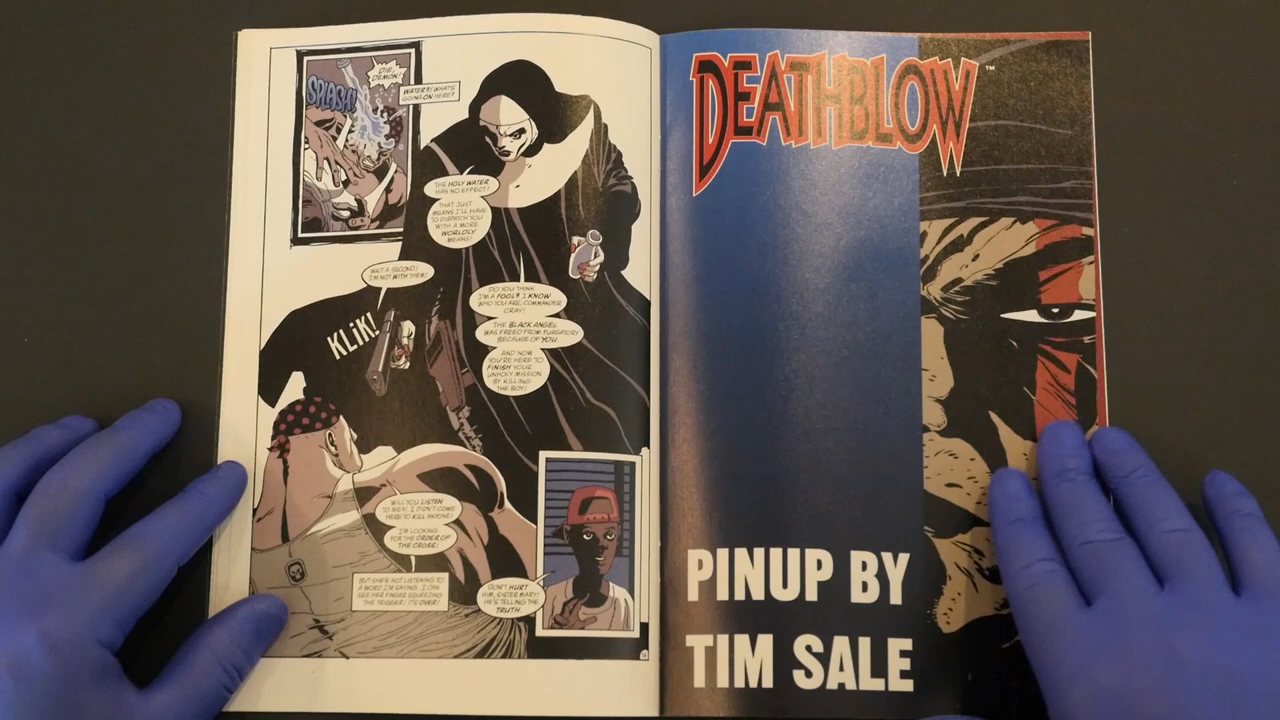 DIE,
DEMON!
SPLASH!
WATER?! WHAT'S
GOING ON HERE?
THE HOLY WATER
HAS NO EFFECT!
THAT JUST
MEANS I'LL HAVE
TO DISPATCH YOU
WITH A MORE
WORLDLY
MEANS!
WAIT A SECOND!
I'M NOT WITH THEM!
KLIK!
DO YOU THINK
I'M A FOOL? I KNOW
WHO YOU ARE, COMMANDER
CRAY!
THE BLACK ANGEL
WAS FREED FROM PURGATORY
BECAUSE OF YOU.
AND NOW
YOU'RE HERE TO
FINISH YOUR
UNHOLY MISSION
BY KILLING
THE BOY!
WILL YOU LISTEN
TO ME?! I DIDN'T COME
HERE TO KILL ANYONE!
I'M LOOKING
FOR THE ORDER OF
THE CROSS!
BUT SHE'S NOT LISTENING TO
A WORD I'M SAYING. I CAN
SEE HER FINGER SQUEEZING
THE TRIGGER! IT'S OVER!
DON'T HURT
HIM, SISTER MARY!
HE'S TELLING THE
TRUTH.
DEATHBLOW
™
PINUP BY
TIM SALE